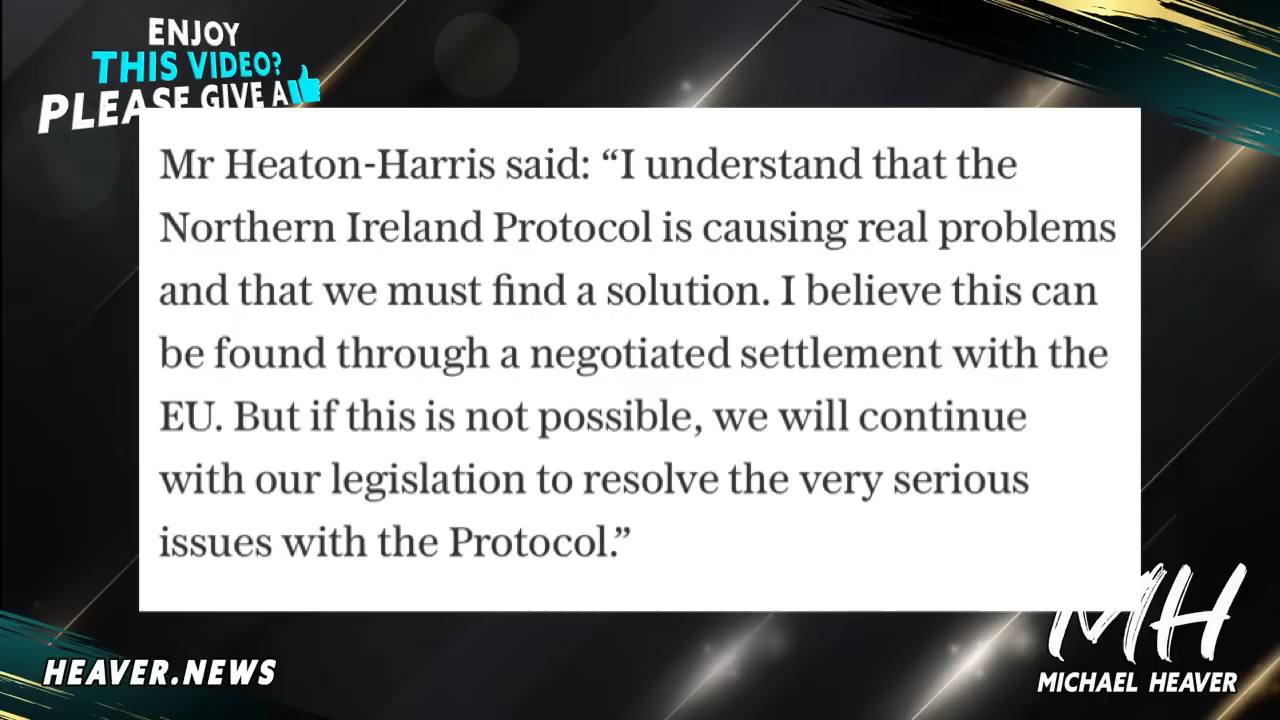 ENJOY
THIS VIDEO?
PLEASE GIVE A
Mr Heaton-Harris said: “I understand that the
Northern Ireland Protocol is causing real problems
and that we must find a solution. I believe this can
be found through a negotiated settlement with the
EU. But if this is not possible, we will continue
with our legislation to resolve the very serious
issues with the Protocol.”
MH
HEAVER.NEWS
MICHAEL HEAVER